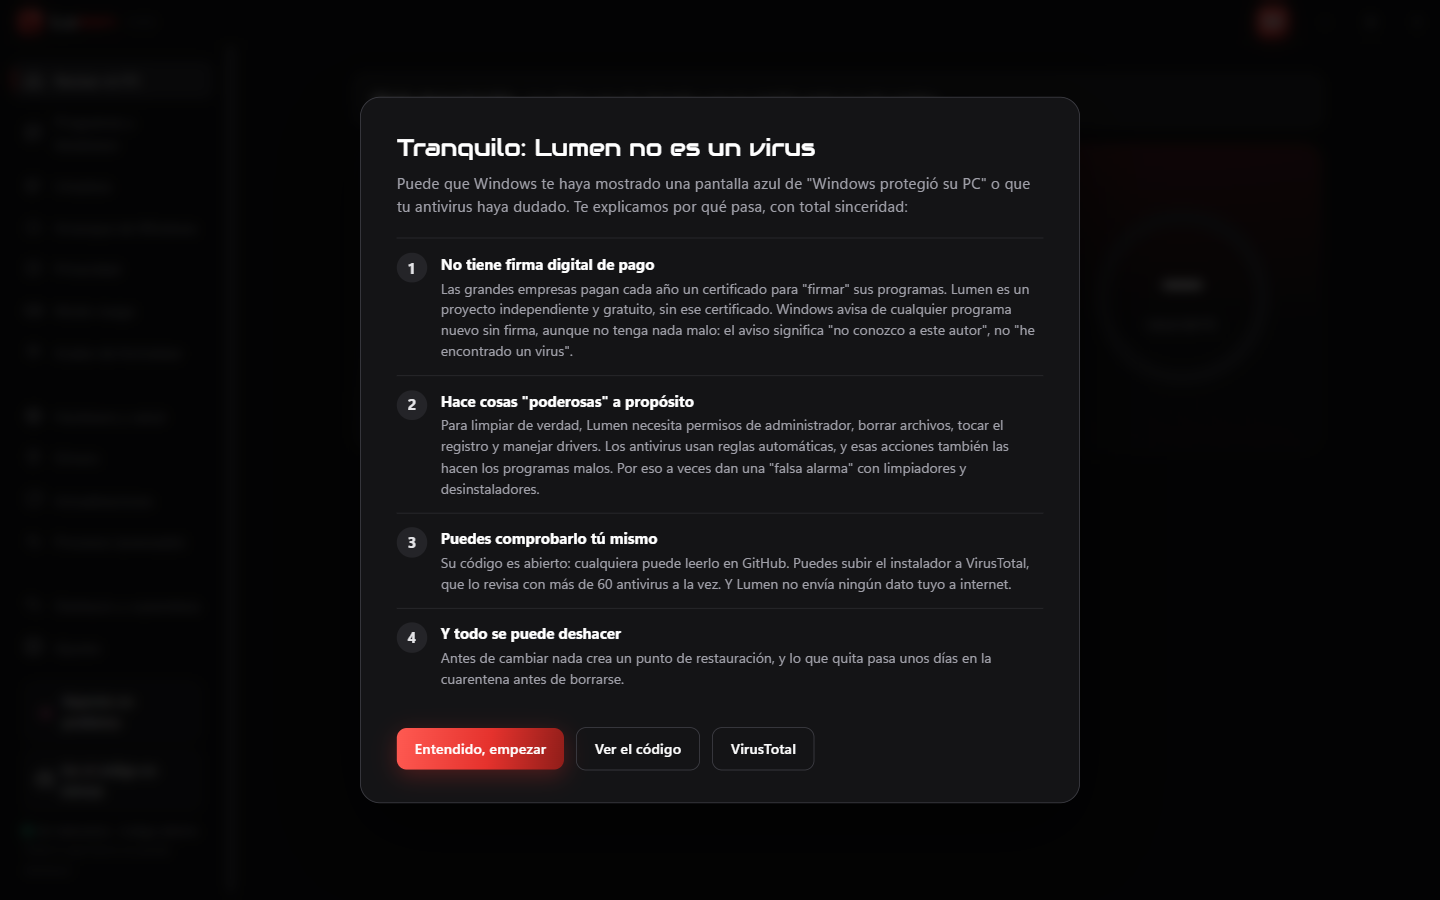 Tranquilo: Lumen no es un virus
Puede que Windows te haya mostrado una pantalla azul de "Windows protegió su PC" o que
tu antivirus haya dudado. Te explicamos por qué pasa, con total sinceridad:
1
No tiene firma digital de pago
Las grandes empresas pagan cada año un certificado para "firmar" sus programas. Lumen es un
proyecto independiente y gratuito, sin ese certificado. Windows avisa de cualquier programa
nuevo sin firma, aunque no tenga nada malo: el aviso significa "no conozco a este autor", no "he
encontrado un virus".
2
Hace cosas "poderosas" a propósito
Para limpiar de verdad, Lumen necesita permisos de administrador, borrar archivos, tocar el
registro y manejar drivers. Los antivirus usan reglas automáticas, y esas acciones también las
hacen los programas malos. Por eso a veces dan una "falsa alarma" con limpiadores y
desinstaladores.
3
Puedes comprobarlo tú mismo
Su código es abierto: cualquiera puede leerlo en GitHub. Puedes subir el instalador a VirusTotal,
que lo revisa con más de 60 antivirus a la vez. Y Lumen no envía ningún dato tuyo a internet.
4
Y todo se puede deshacer
Antes de cambiar nada crea un punto de restauración, y lo que quita pasa unos días en la
cuarentena antes de borrarse.
Entendido, empezar
Ver el código
VirusTotal